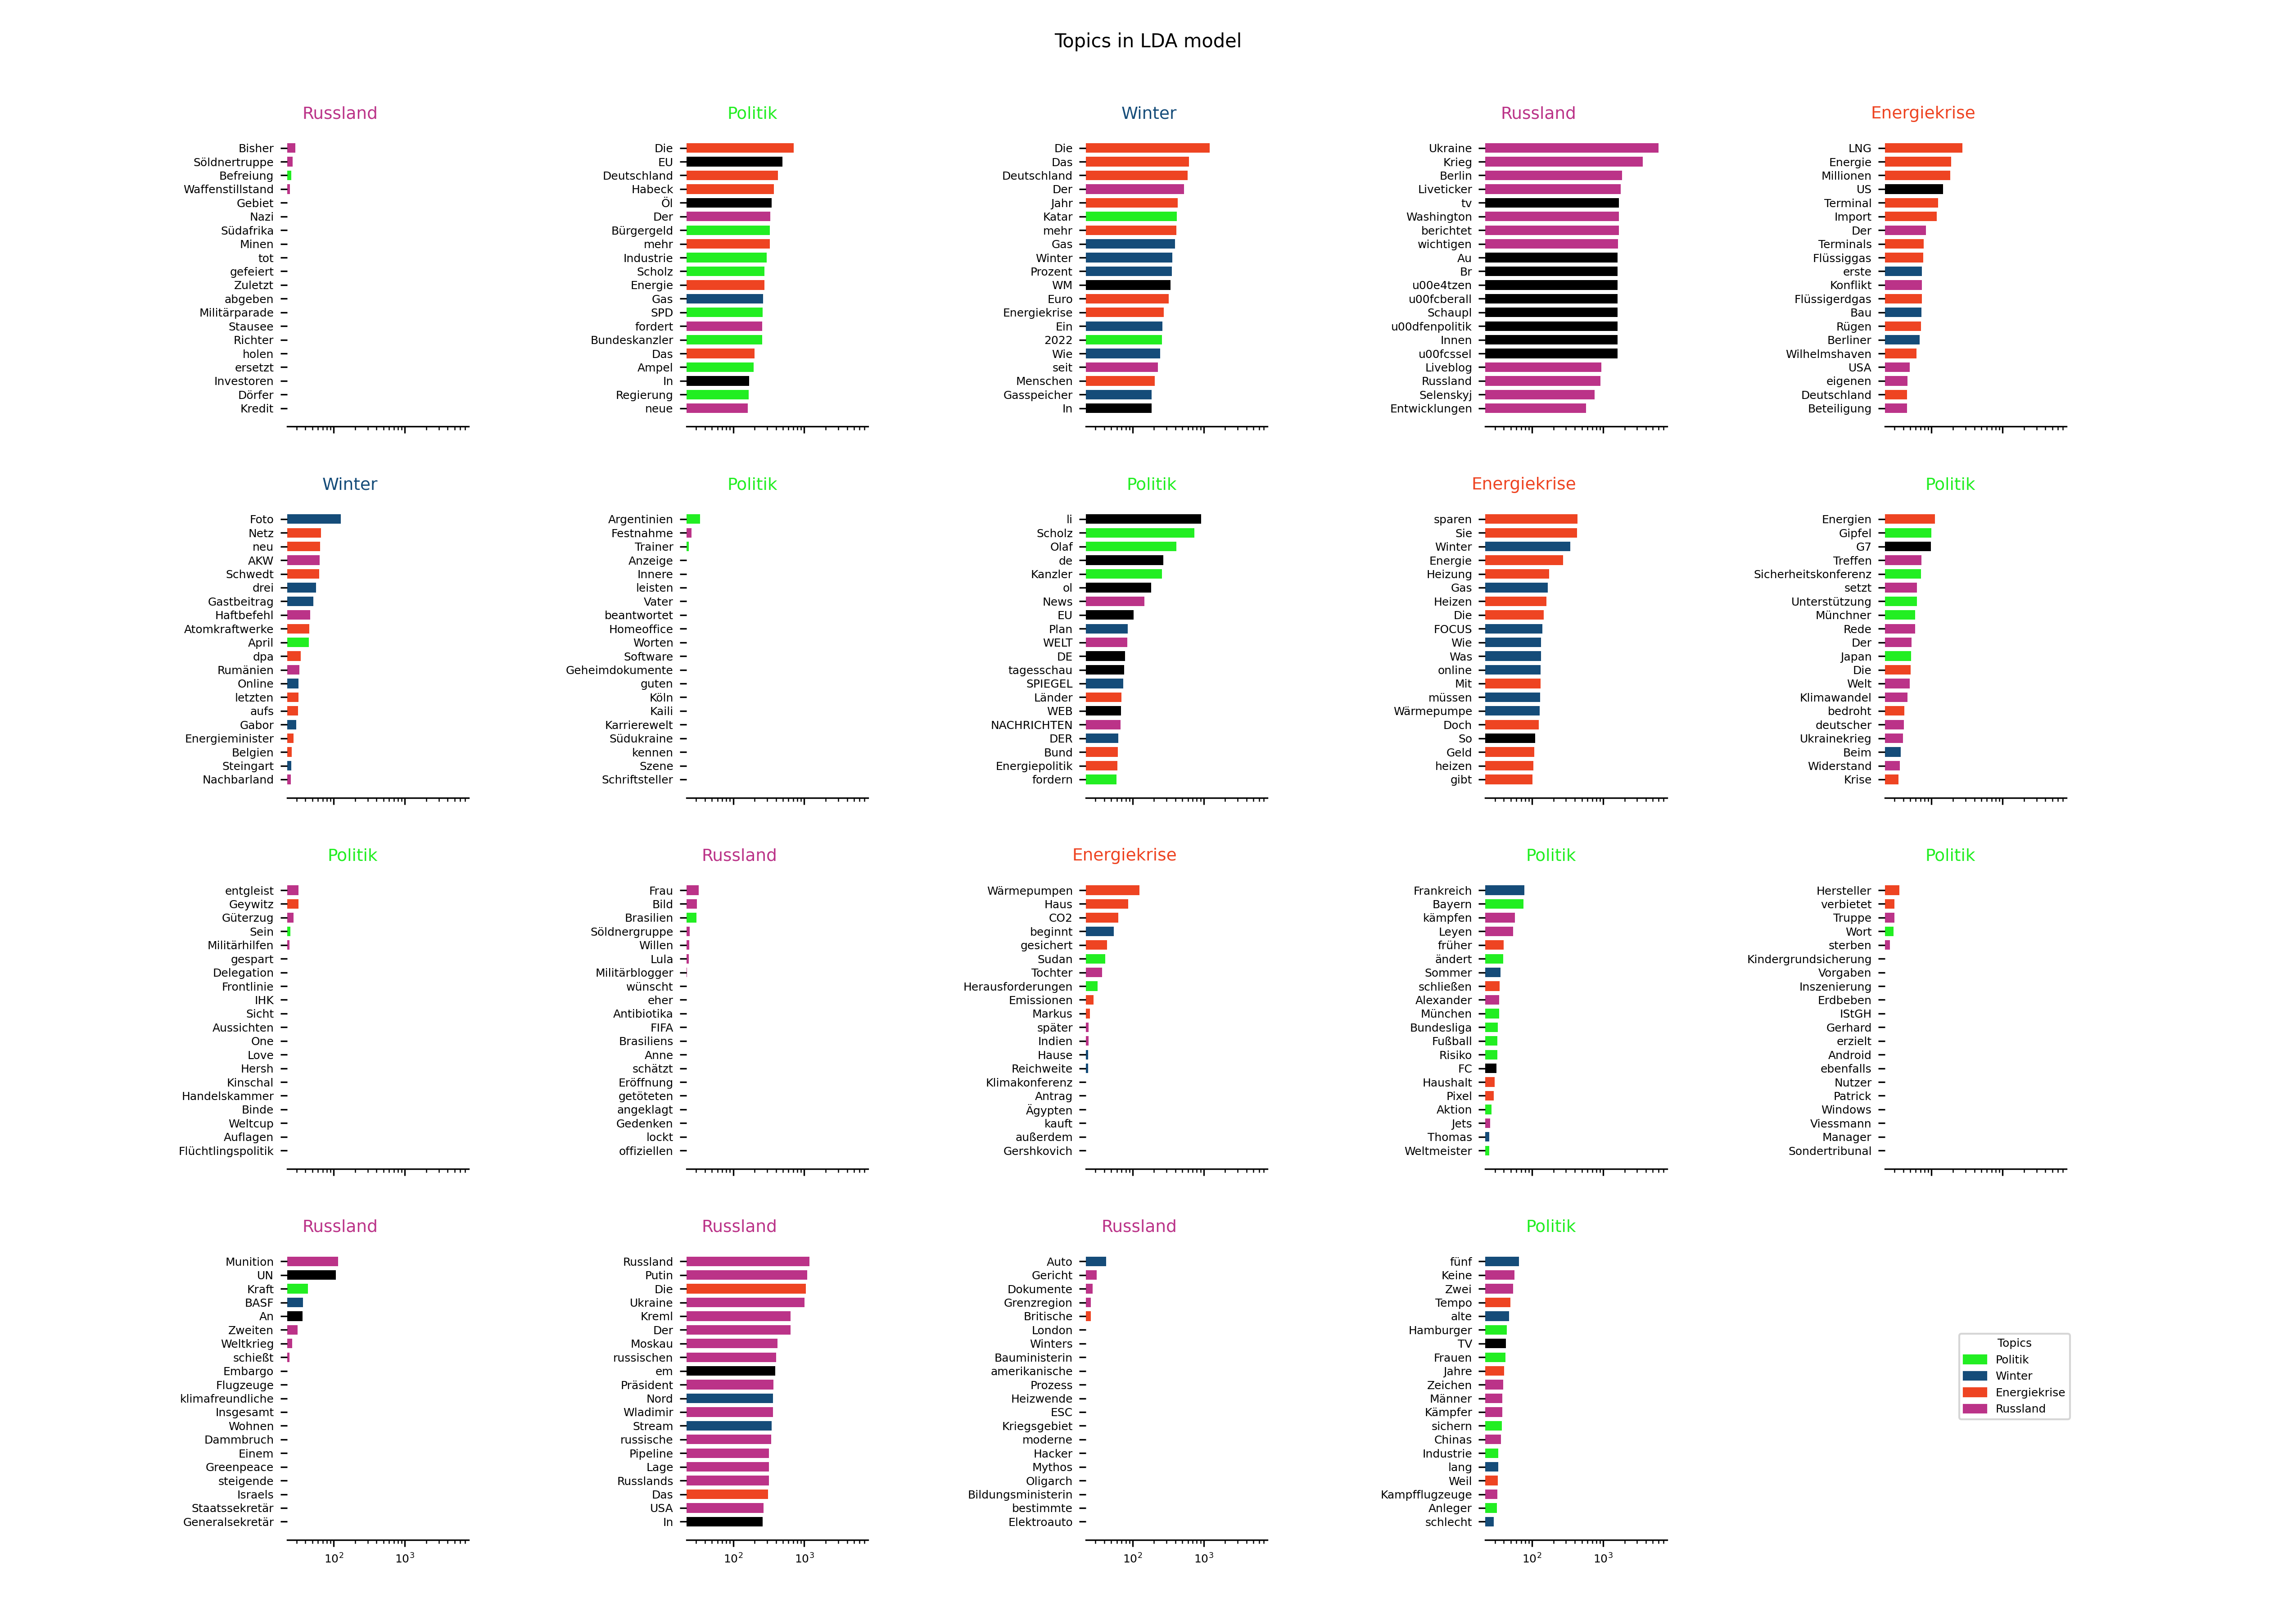 Topics in LDA model
Russland
Bisher
Söldnertruppe
Befreiung
Waffenstillstand
Gebiet
Nazi
Südafrika
Minen
tot
gefeiert
Zuletzt
abgeben
Militärparade
Stausee
Richter
holen
ersetzt
Investoren
Dörfer
Kredit
Politik
Die
EU
Deutschland
Habeck
Öl
Der
Bürgergeld
mehr
Industrie
Scholz
Energie
Gas
SPD
fordert
Bundeskanzler
Das
Ampel
In
Regierung
neue
Winter
Die
Das
Deutschland
Der
Jahr
Katar
mehr
Gas
Winter
Prozent
WM
Euro
Energiekrise
Ein
2022
Wie
seit
Menschen
Gasspeicher
In
Russland
Ukraine
Krieg
Berlin
Liveticker
tv
Washington
berichtet
wichtigen
Au
Br
u00e4tzen
u00fcberall
Schaupl
u00dfenpolitik
Innen
u00fcssel
Liveblog
Russland
Selenskyj
Entwicklungen
Energiekrise
LNG
Energie
Millionen
US
Terminal
Import
Der
Terminals
Flüssiggas
erste
Konflikt
Flüssigerdgas
Bau
Rügen
Berliner
Wilhelmshaven
USA
eigenen
Deutschland
Beteiligung
Winter
Foto
Netz
neu
AKW
Schwedt
drei
Gastbeitrag
Haftbefehl
Atomkraftwerke
April
dpa
Rumänien
Online
letzten
aufs
Gabor
Energieminister
Belgien
Steingart
Nachbarland
Politik
Argentinien
Festnahme
Trainer
Anzeige
Innere
leisten
Vater
beantwortet
Homeoffice
Worten
Software
Geheimdokumente
guten
Köln
Kaili
Karrierewelt
Südukraine
kennen
Szene
Schriftsteller
Politik
li
Scholz
Olaf
de
Kanzler
ol
News
EU
Plan
WELT
DE
tagesschau
SPIEGEL
Länder
WEB
NACHRICHTEN
DER
Bund
Energiepolitik
fordern
Energiekrise
sparen
Sie
Winter
Energie
Heizung
Gas
Heizen
Die
FOCUS
Wie
Was
online
Mit
müssen
Wärmepumpe
Doch
So
Geld
heizen
gibt
Politik
Energien
Gipfel
G7
Treffen
Sicherheitskonferenz
setzt
Unterstützung
Münchner
Rede
Der
Japan
Die
Welt
Klimawandel
bedroht
deutscher
Ukrainekrieg
Beim
Widerstand
Krise
Politik
entgleist
Geywitz
Güterzug
Sein
Militärhilfen
gespart
Delegation
Frontlinie
IHK
Sicht
Aussichten
One
Love
Hersh
Kinschal
Handelskammer
Binde
Weltcup
Auflagen
Flüchtlingspolitik
Russland
Frau
Bild
Brasilien
Söldnergruppe
Willen
Lula
Militärblogger
wünscht
eher
Antibiotika
FIFA
Brasiliens
Anne
schätzt
Eröffnung
getöteten
angeklagt
Gedenken
lockt
offiziellen
Energiekrise
Wärmepumpen
Haus
CO2
beginnt
gesichert
Sudan
Tochter
Herausforderungen
Emissionen
Markus
später
Indien
Hause
Reichweite
Klimakonferenz
Antrag
Ägypten
kauft
außerdem
Gershkovich
Politik
Frankreich
Bayern
kämpfen
Leyen
früher
ändert
Sommer
schließen
Alexander
München
Bundesliga
Fußball
Risiko
FC
Haushalt
Pixel
Aktion
Jets
Thomas
Weltmeister
Politik
Hersteller
verbietet
Truppe
Wort
sterben
Kindergrundsicherung
Vorgaben
Inszenierung
Erdbeben
IStGH
Gerhard
erzielt
Android
ebenfalls
Nutzer
Patrick
Windows
Viessmann
Manager
Sondertribunal
Russland
Munition
UN
Kraft
BASF
An
Zweiten
Weltkrieg
schießt
Embargo
Flugzeuge
klimafreundliche
Insgesamt
Wohnen
Dammbruch
Einem
Greenpeace
steigende
Israels
Staatssekretär
Generalsekretär
10² 10³
Russland
Russland
Putin
Die
Ukraine
Kreml
Der
Moskau
russischen
em
Präsident
Nord
Wladimir
Stream
russische
Pipeline
Lage
Russlands
Das
USA
In
10² 10³
Russland
Auto
Gericht
Dokumente
Grenzregion
Britische
London
Winters
Bauministerin
amerikanische
Prozess
Heizwende
ESC
Kriegsgebiet
moderne
Hacker
Mythos
Oligarch
Bildungsministerin
bestimmte
Elektroauto
10² 10³
Politik
fünf
Keine
Zwei
Tempo
alte
Hamburger
TV
Frauen
Jahre
Zeichen
Männer
Kämpfer
sichern
Chinas
Industrie
lang
Weil
Kampfflugzeuge
Anleger
schlecht
10² 10³
Topics
Politik
Winter
Energiekrise
Russland